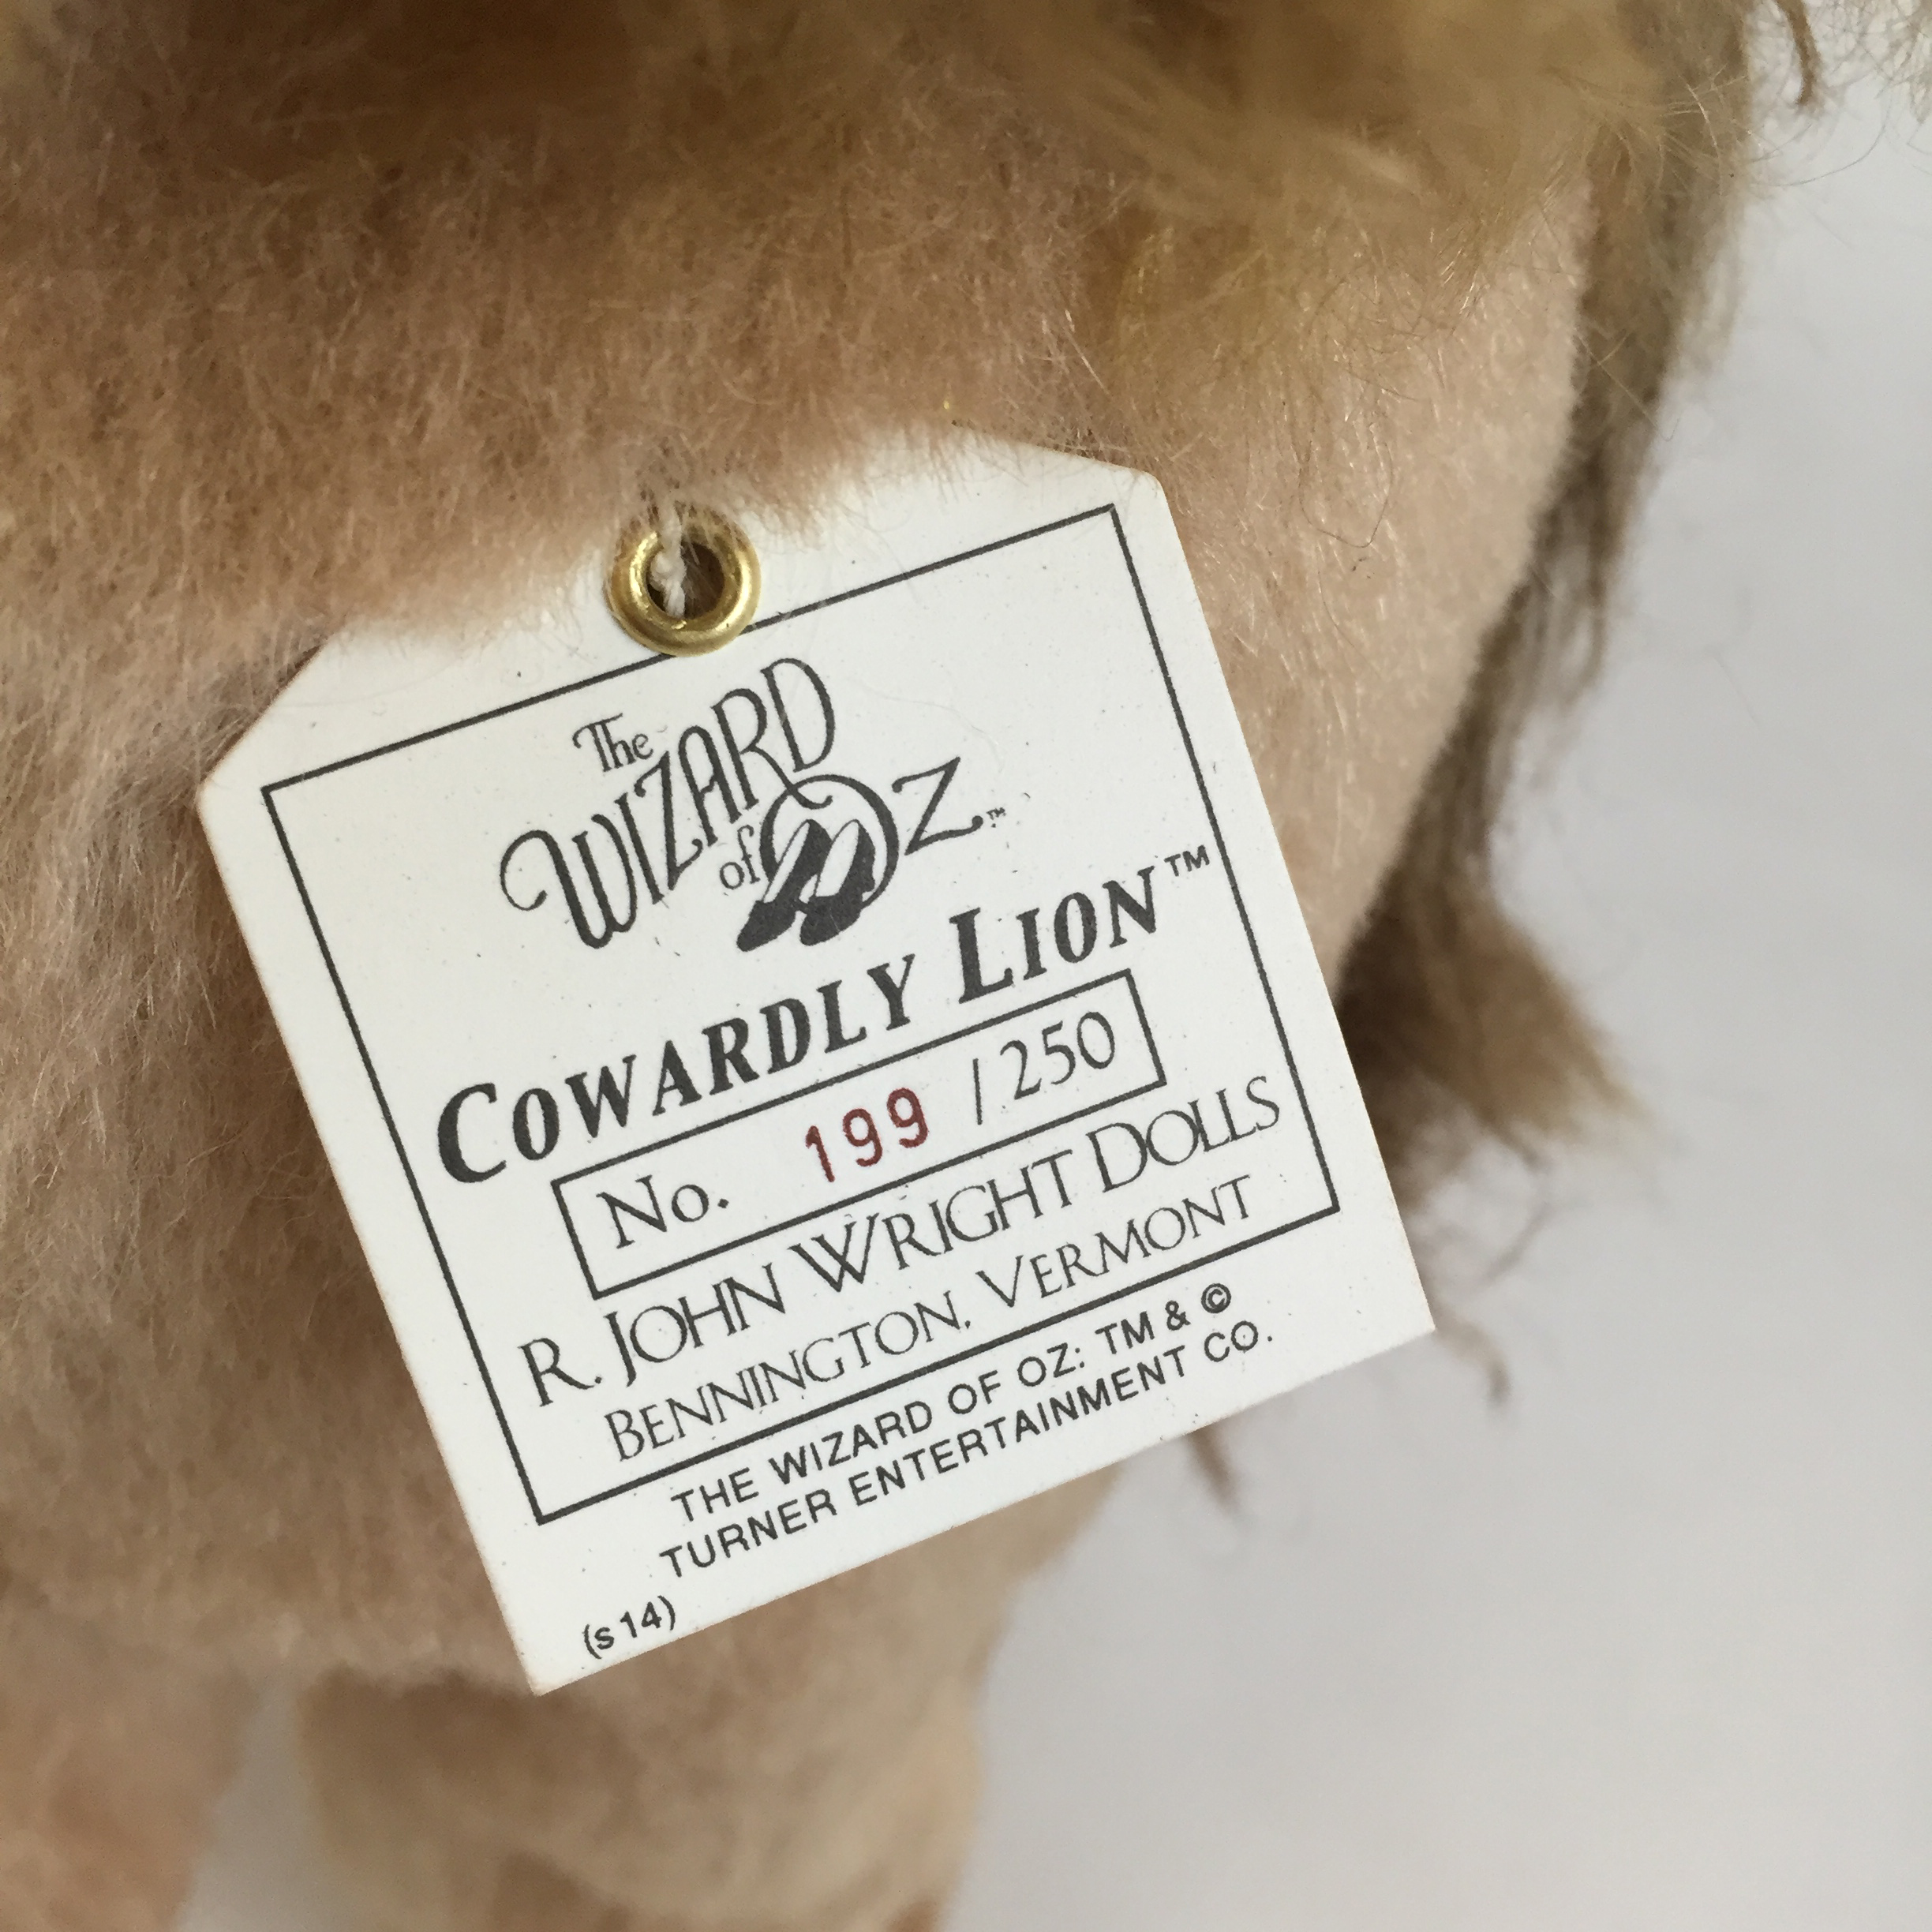 The
WIZARD
of OZ™
COWARDLY LION™
No. 199 / 250
R. JOHN WRIGHT DOLLS
BENNINGTON, VERMONT
THE WIZARD OF OZ: TM & ©
TURNER ENTERTAINMENT CO.
(s14)